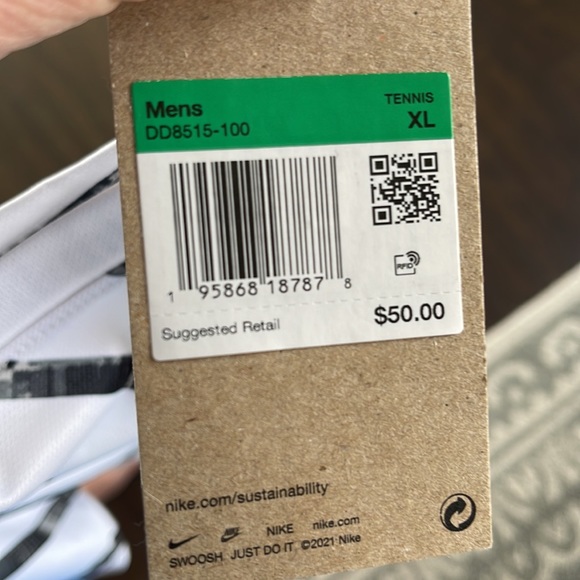 Mens
TENNIS
DD8515-100
XL
1 95868 18787 8
RFID
Suggested Retail
$50.00
nike.com/sustainability
NIKE nike.com
SWOOSH JUST DO IT ©2021 Nike